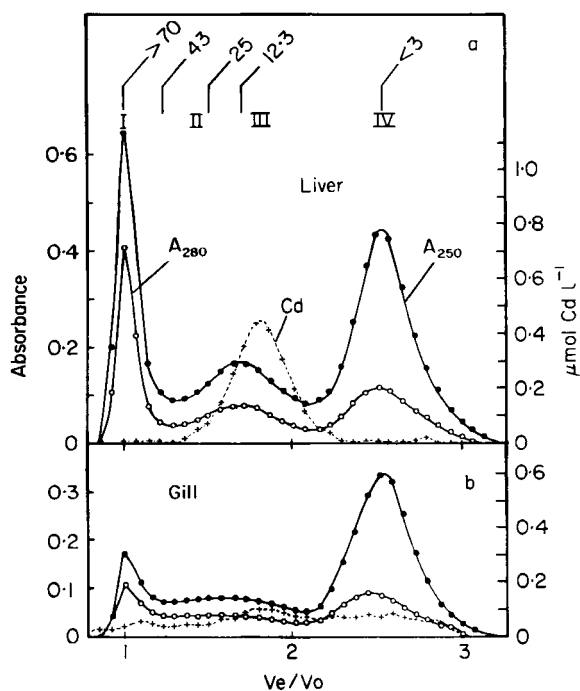 >70 43 25 12·3 <3 a
I II III IV
Liver
A280
Cd
A250
Absorbance
0·6
0·4
0·2
0
1·0
0·8
0·6
0·4
0·2
0
μmol Cd l⁻¹
Gill b
0·3
0·2
0·1
0
0·6
0·4
0·2
0
1 2 3
Ve/Vo